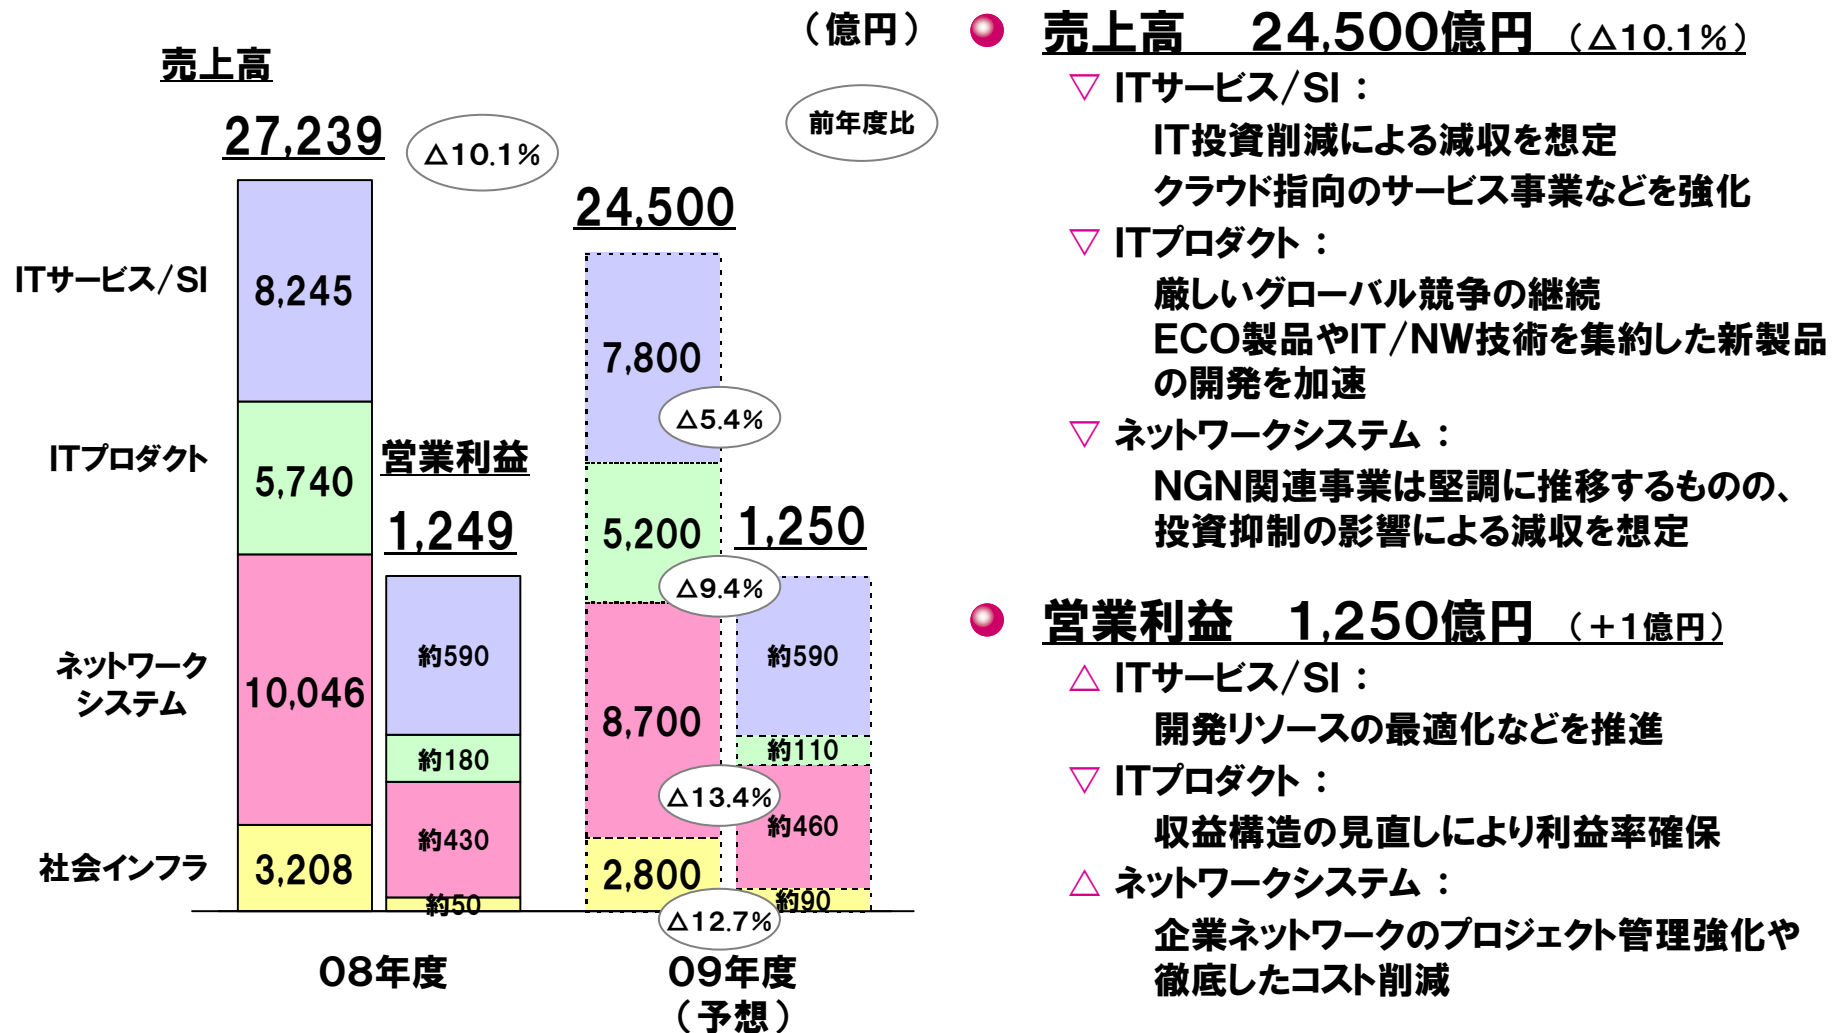 (億円)
売上高
前年度比
27,239
△10.1%
24,500
ITサービス/SI
8,245
7,800
△5.4%
ITプロダクト
5,740
営業利益
5,200
1,249
1,250
△9.4%
ネットワーク
システム
10,046
約590
約590
8,700
約180
約110
△13.4%
約430
約460
社会インフラ
3,208
約50
2,800
約90
△12.7%
08年度
09年度
(予想)
売上高 24,500億円 (△10.1%)
▽ ITサービス/SI:
IT投資削減による減収を想定
クラウド指向のサービス事業などを強化
▽ ITプロダクト:
厳しいグローバル競争の継続
ECO製品やIT/NW技術を集約した新製品
の開発を加速
▽ ネットワークシステム:
NGN関連事業は堅調に推移するものの、
投資抑制の影響による減収を想定
営業利益 1,250億円 (+1億円)
△ ITサービス/SI:
開発リソースの最適化などを推進
▽ ITプロダクト:
収益構造の見直しにより利益率確保
△ ネットワークシステム:
企業ネットワークのプロジェクト管理強化や
徹底したコスト削減